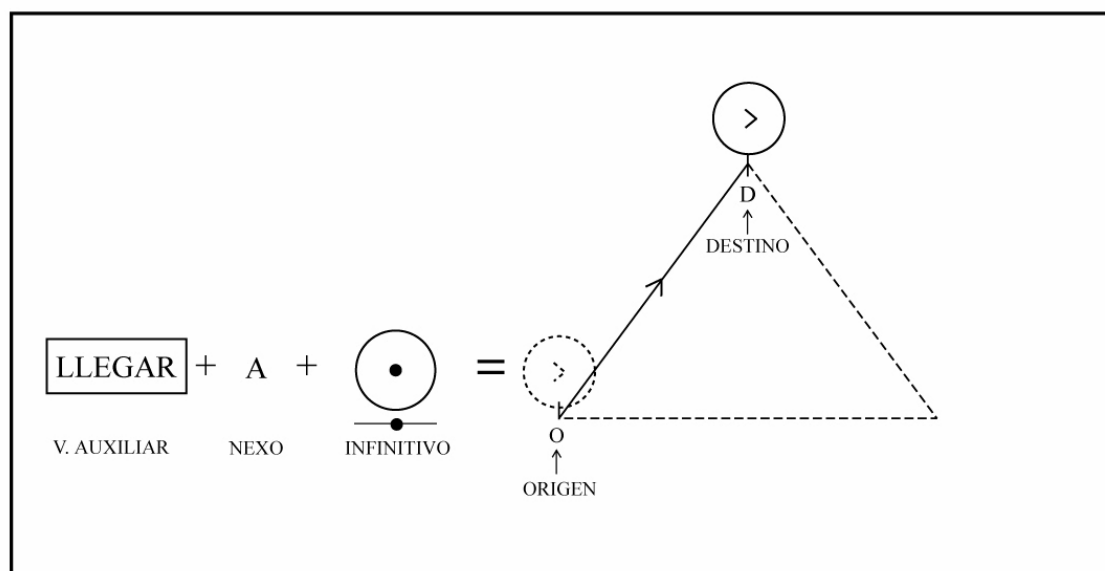 D
DESTINO
LLEGAR + A + =
V. AUXILIAR NEXO INFINITIVO
O
ORIGEN